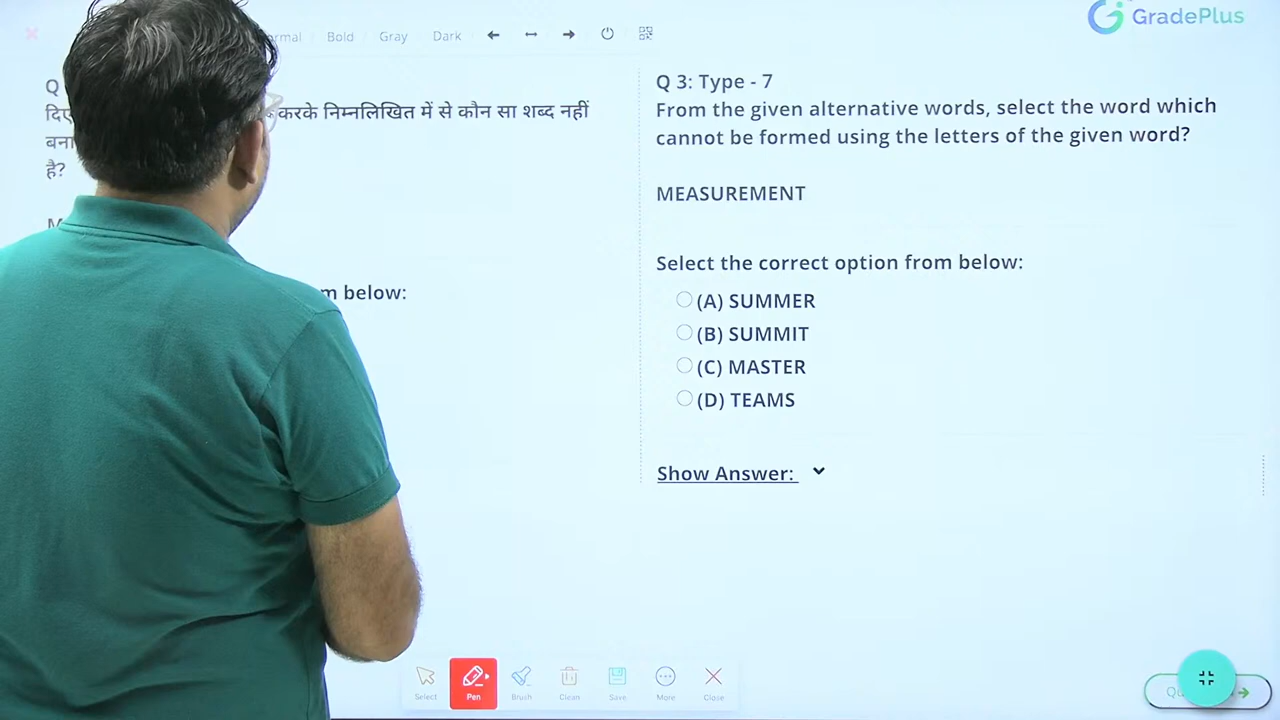 Bold Gray Dark
GradePlus
Q
करके निम्नलिखित में से कौन सा शब्द नहीं
है?
m below:
Q 3: Type - 7
From the given alternative words, select the word which
cannot be formed using the letters of the given word?
MEASUREMENT
Select the correct option from below:
(A) SUMMER
(B) SUMMIT
(C) MASTER
(D) TEAMS
Show Answer:
Select Pen Brush Clean Save More Close